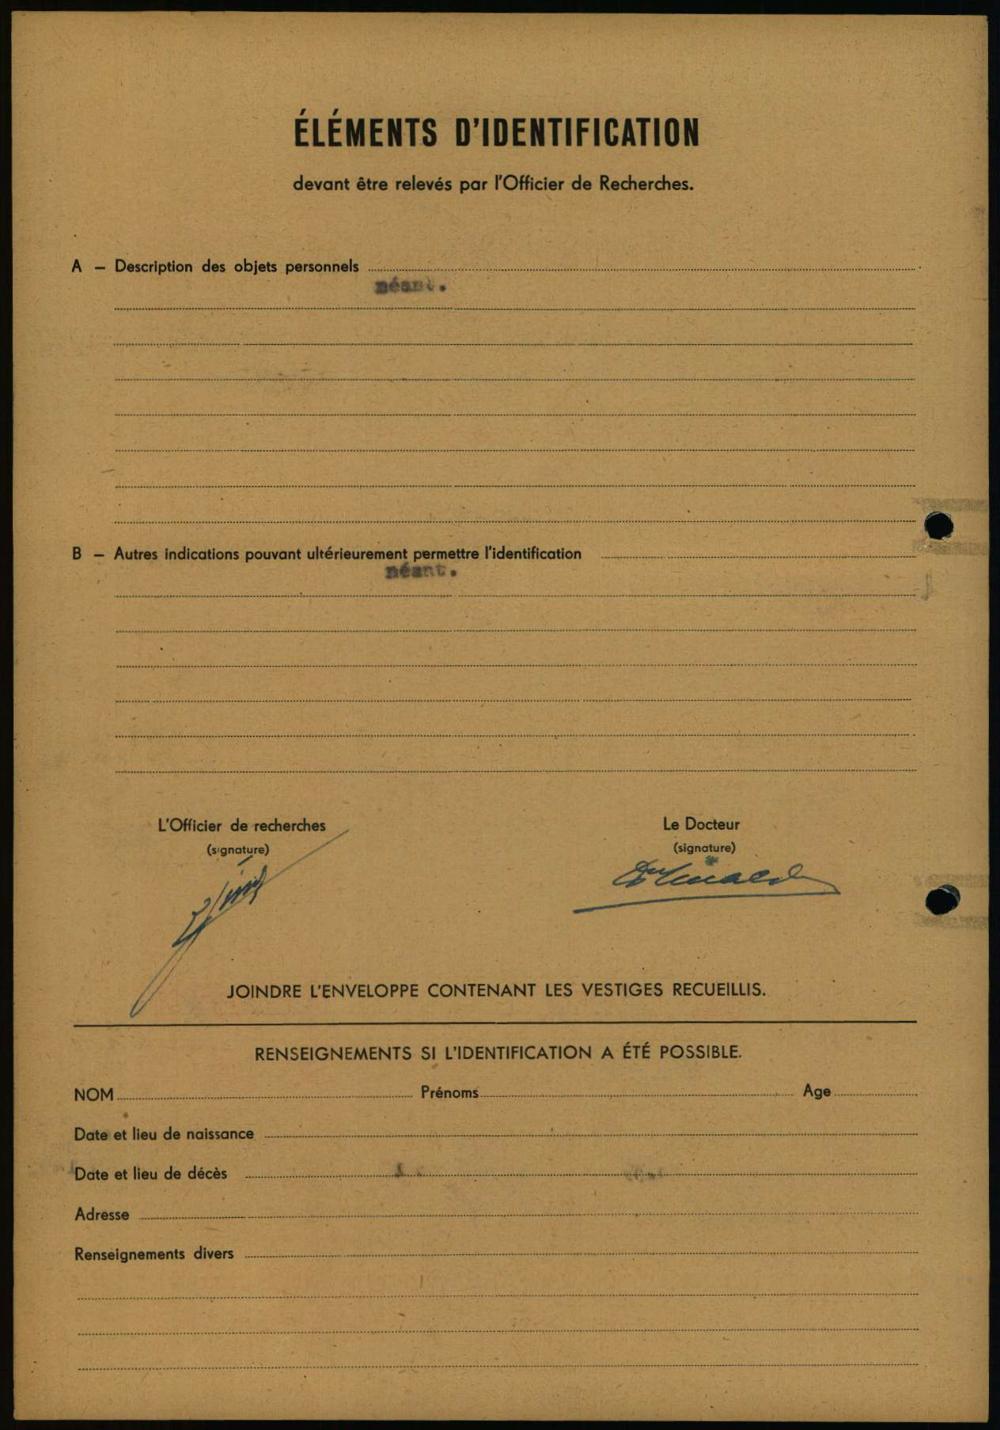 ÉLÉMENTS D'IDENTIFICATION
devant être relevés par l'Officier de Recherches.
A – Description des objets personnels
néant.
B – Autres indications pouvant ultérieurement permettre l'identification
néant.
L'Officier de recherches
(signature)
Le Docteur
(signature)
JOINDRE L'ENVELOPPE CONTENANT LES VESTIGES RECUEILLIS.
RENSEIGNEMENTS SI L'IDENTIFICATION A ÉTÉ POSSIBLE.
NOM Prénoms Age
Date et lieu de naissance
Date et lieu de décès
Adresse
Renseignements divers